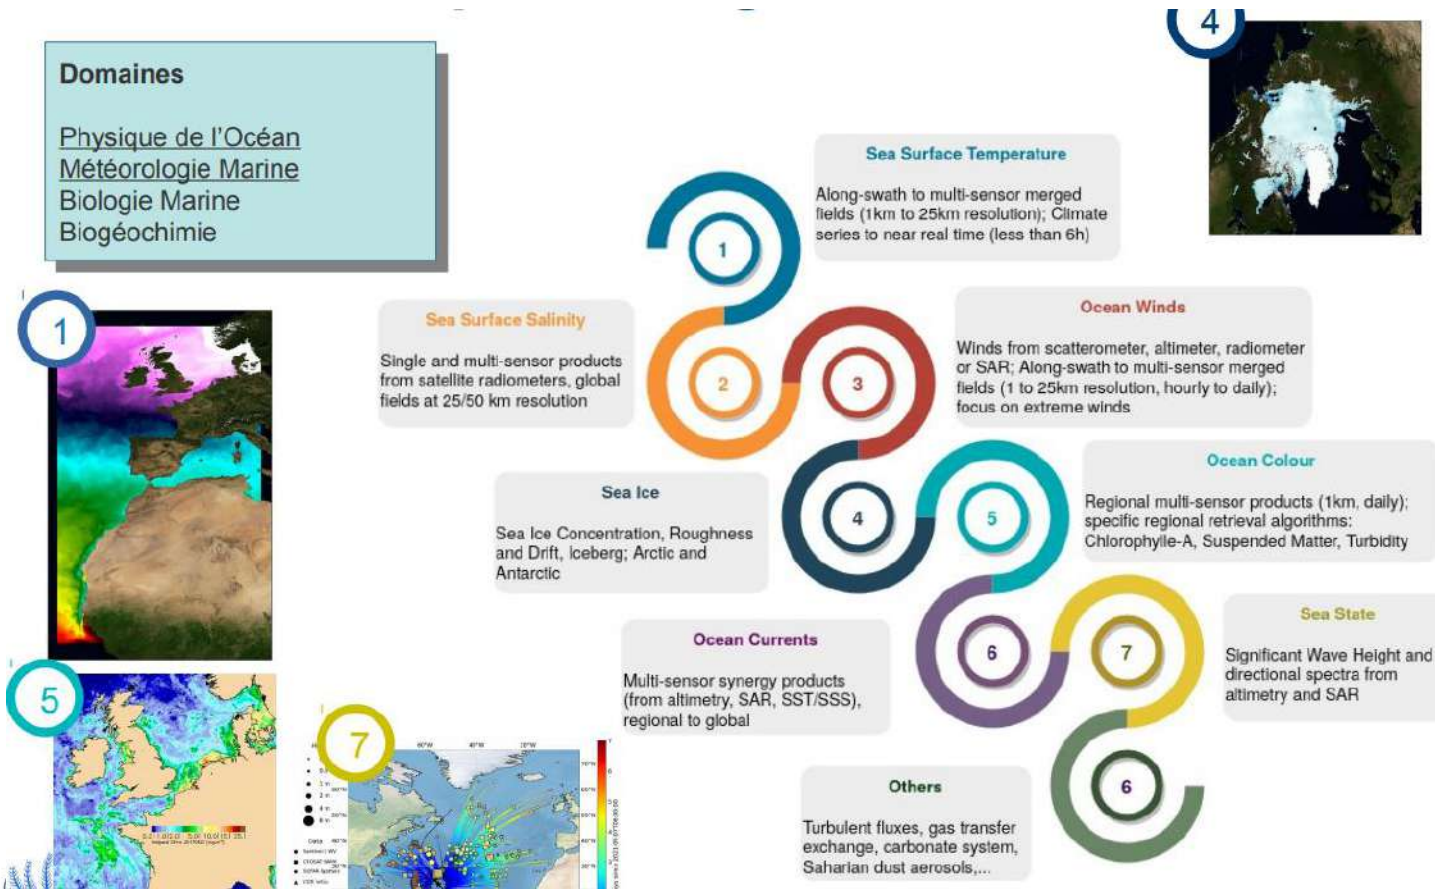 Domaines
Physique de l'Océan
Météorologie Marine
Biologie Marine
Biogéochimie
4
1
Sea Surface Temperature
Along-swath to multi-sensor merged
fields (1km to 25km resolution); Climate
series to near real time (less than 6h)
1
Sea Surface Salinity
Single and multi-sensor products
from satellite radiometers, global
fields at 25/50 km resolution
2
3
Ocean Winds
Winds from scatterometer, altimeter, radiometer
or SAR; Along-swath to multi-sensor merged
fields (1 to 25km resolution, hourly to daily);
focus on extreme winds
Sea Ice
Sea Ice Concentration, Roughness
and Drift, Iceberg; Arctic and
Antarctic
4
5
Ocean Colour
Regional multi-sensor products (1km, daily);
specific regional retrieval algorithms:
Chlorophylle-A, Suspended Matter, Turbidity
Ocean Currents
Multi-sensor synergy products
(from altimetry, SAR, SST/SSS),
regional to global
6
7
Sea State
Significant Wave Height and
directional spectra from
altimetry and SAR
Others
Turbulent fluxes, gas transfer
exchange, carbonate system,
Saharian dust aerosols,...
6
5
7
60°W 40°W 20°W
2 m
4 m
Data